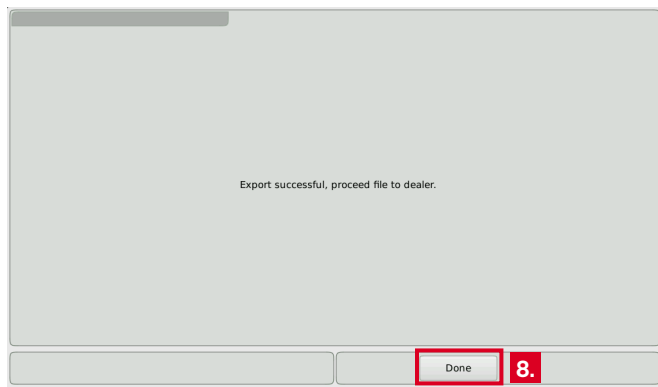 Export successful, proceed file to dealer.
Done
8.